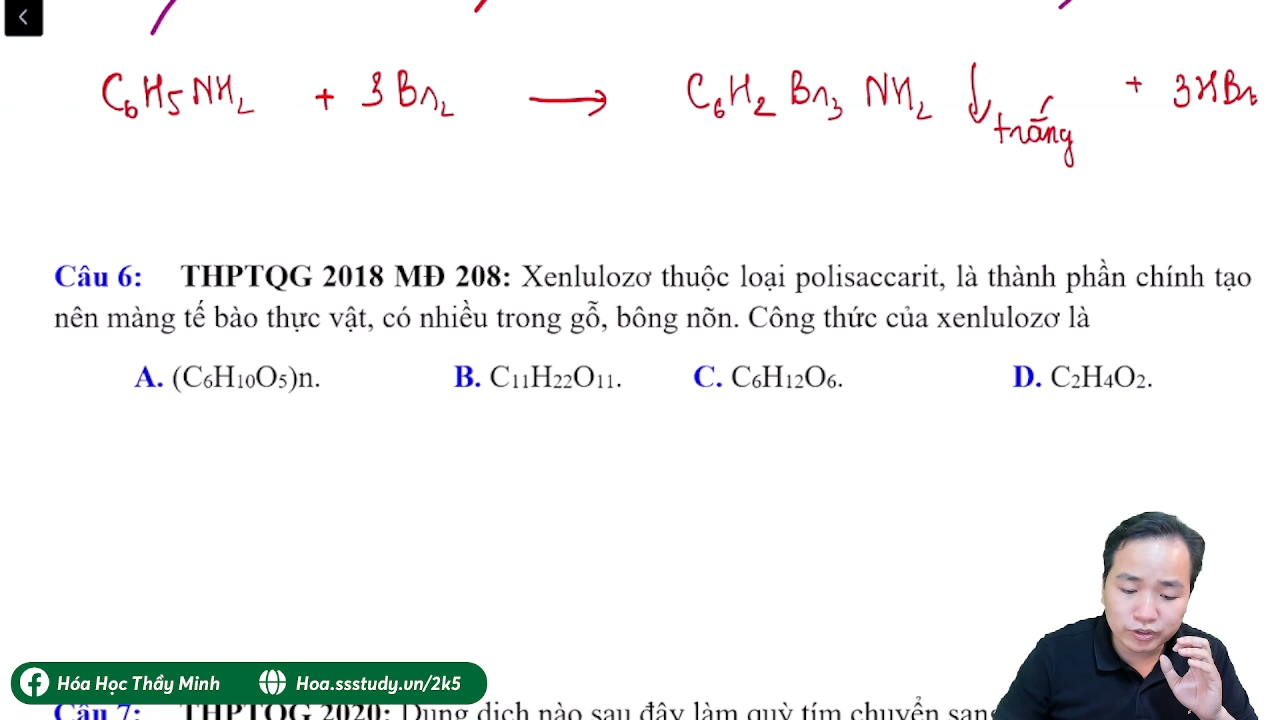 C₆H₅NH₂ + 3Br₂ → C₆H₂Br₃NH₂ ↓ trắng + 3HBr
Câu 6: THPTQG 2018 MĐ 208: Xenlulozơ thuộc loại polisaccarit, là thành phần chính tạo
nên màng tế bào thực vật, có nhiều trong gỗ, bông nõn. Công thức của xenlulozơ là
A. (C₆H₁₀O₅)n. B. C₁₁H₂₂O₁₁. C. C₆H₁₂O₆. D. C₂H₄O₂.
Hóa Học Thầy Minh Hoa.ssstudy.vn/2k5
Câu 7: THPTQG 2020: Dung dịch nào sau đây làm quỳ tím chuyển sang